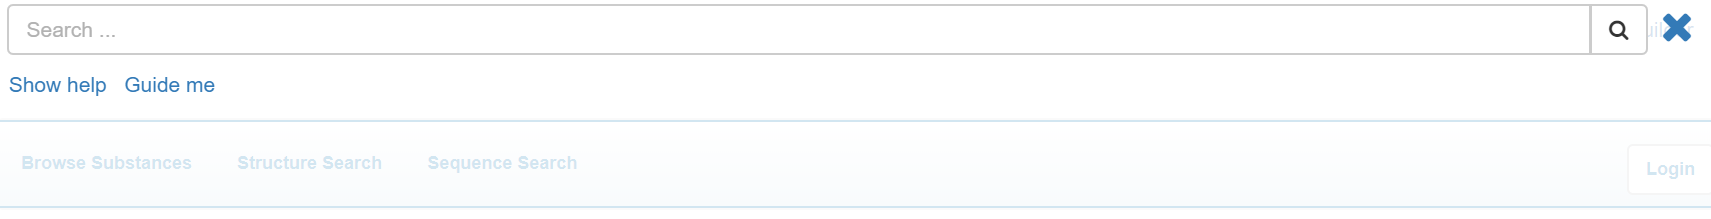 Search ...
Show help Guide me
Browse Substances Structure Search Sequence Search
Login